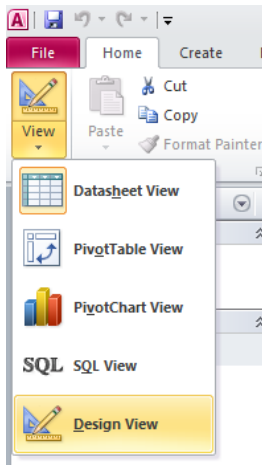 A
File Home Create
View
Paste
Cut
Copy
Format Painter
Datasheet View
PivotTable View
PivotChart View
SQL SQL View
Design View